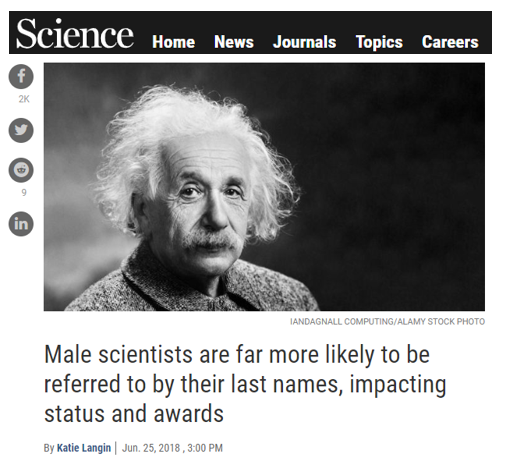 Science Home News Journals Topics Careers
2K
9
IANDAGNALL COMPUTING/ALAMY STOCK PHOTO
Male scientists are far more likely to be
referred to by their last names, impacting
status and awards
By Katie Langin | Jun. 25, 2018 , 3:00 PM